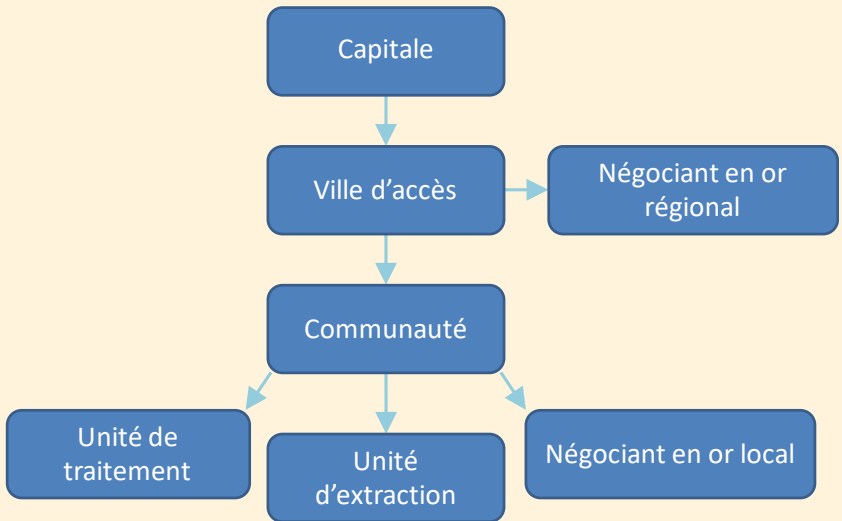 Capitale
Ville d’accès
Négociant en or
régional
Communauté
Unité de
traitement
Unité
d’extraction
Négociant en or local